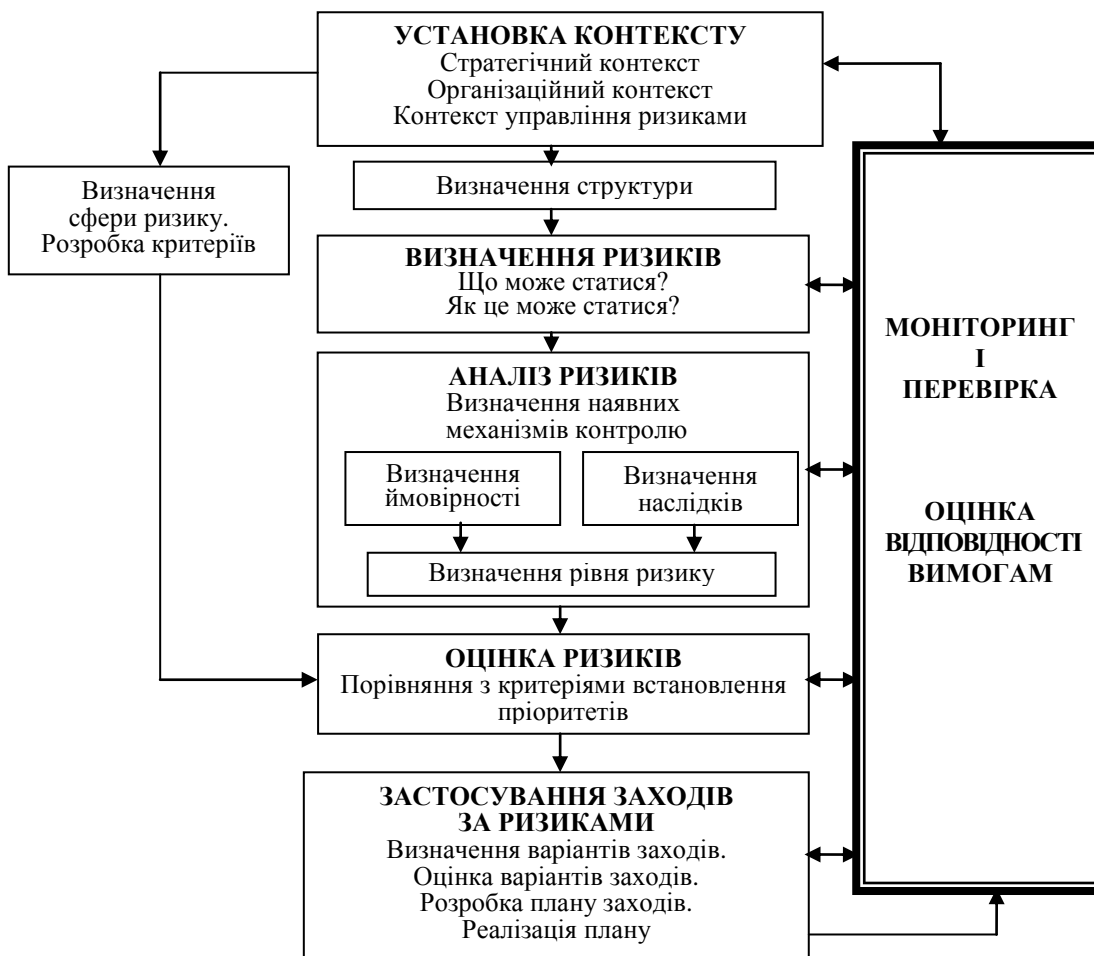 УСТАНОВКА КОНТЕКСТУ
Стратегічний контекст
Організаційний контекст
Контекст управління ризиками
Визначення
сфери ризику.
Розробка критеріїв
Визначення структури
ВИЗНАЧЕННЯ РИЗИКІВ
Що може статися?
Як це може статися?
АНАЛІЗ РИЗИКІВ
Визначення наявних
механізмів контролю
Визначення
ймовірності
Визначення
наслідків
Визначення рівня ризику
ОЦІНКА РИЗИКІВ
Порівняння з критеріями встановлення
пріоритетів
ЗАСТОСУВАННЯ ЗАХОДІВ
ЗА РИЗИКАМИ
Визначення варіантів заходів.
Оцінка варіантів заходів.
Розробка плану заходів.
Реалізація плану
МОНІТОРИНГ
І
ПЕРЕВІРКА
ОЦІНКА
ВІДПОВІДНОСТІ
ВИМОГАМ